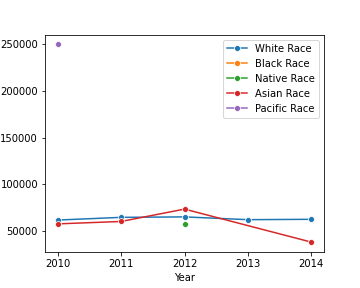 White Race
Black Race
Native Race
Asian Race
Pacific Race
250000
200000
150000
100000
50000
2010 2011 2012 2013 2014
Year